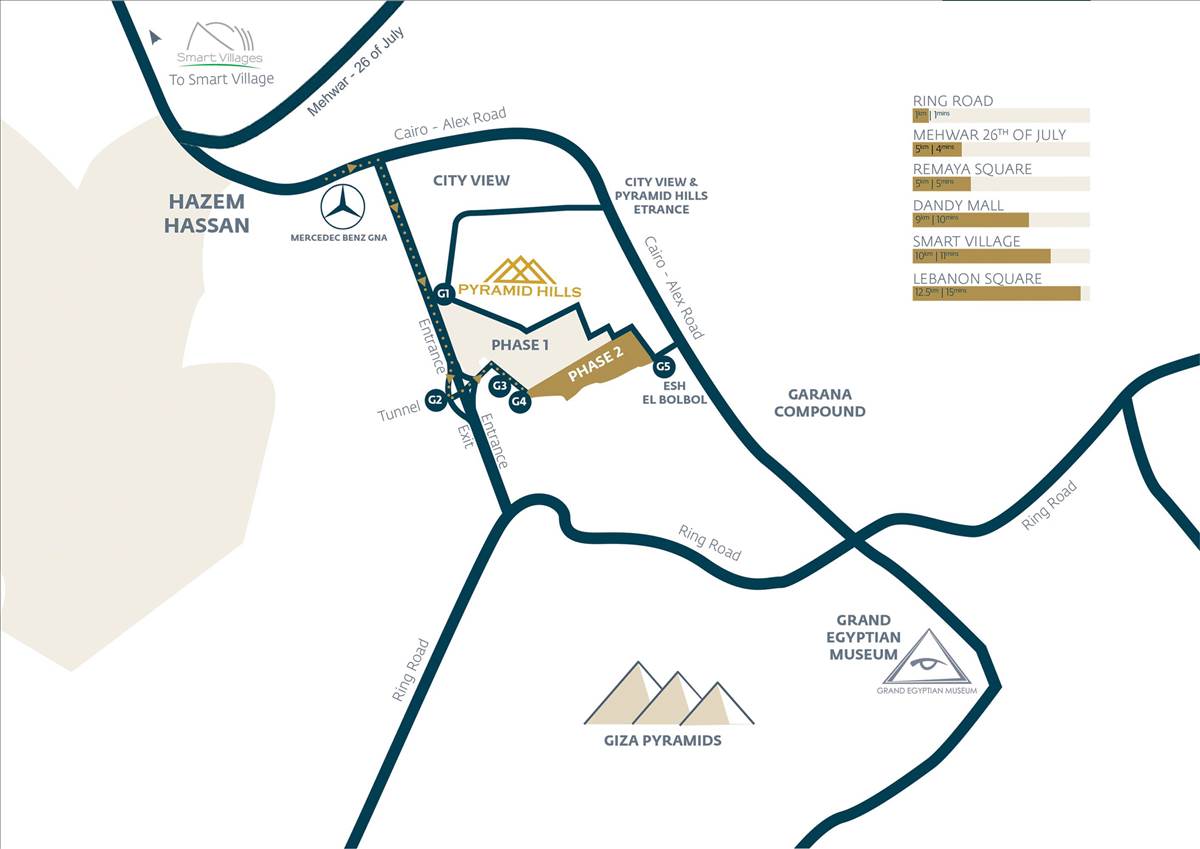 Smart Villages
To Smart Village
Mehwar - 26 of July
Cairo - Alex Road
HAZEM
HASSAN
MERCEDEC BENZ GNA
CITY VIEW
CITY VIEW &
PYRAMID HILLS
ETRANCE
Cairo - Alex Road
RING ROAD
1km | 1mins
MEHWAR 26TH OF JULY
5km | 4mins
REMAYA SQUARE
5km | 5mins
DANDY MALL
9km | 10mins
SMART VILLAGE
10km | 11mins
LEBANON SQUARE
12.5km | 15mins
G1
PYRAMID HILLS
Entrance
PHASE 1
PHASE 2
G5
ESH
EL BOLBOL
G3
G2
G4
Tunnel
Exit
Entrance
GARANA
COMPOUND
Ring Road
Ring Road
Ring Road
GRAND
EGYPTIAN
MUSEUM
GRAND EGYPTIAN MUSEUM
GIZA PYRAMIDS